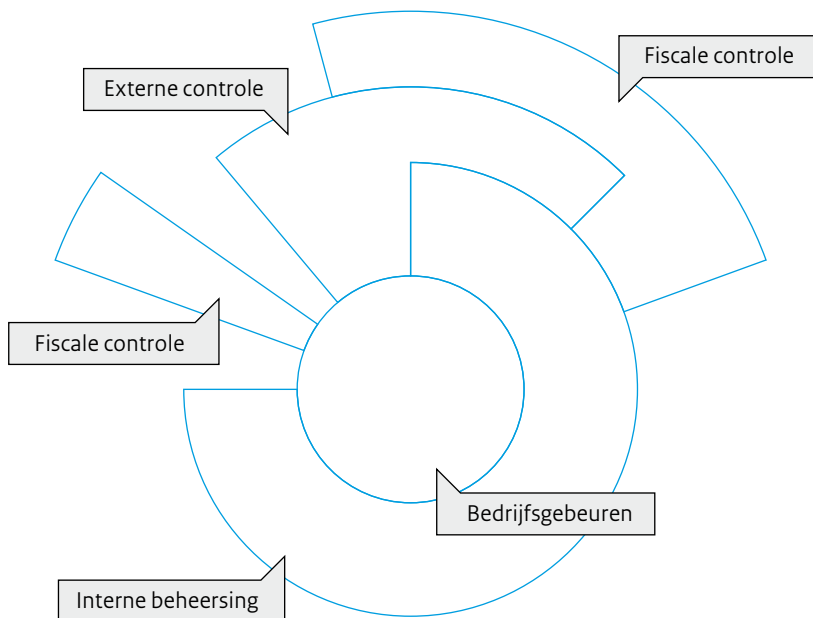 Fiscale controle
Externe controle
Fiscale controle
Bedrijfsgebeuren
Interne beheersing